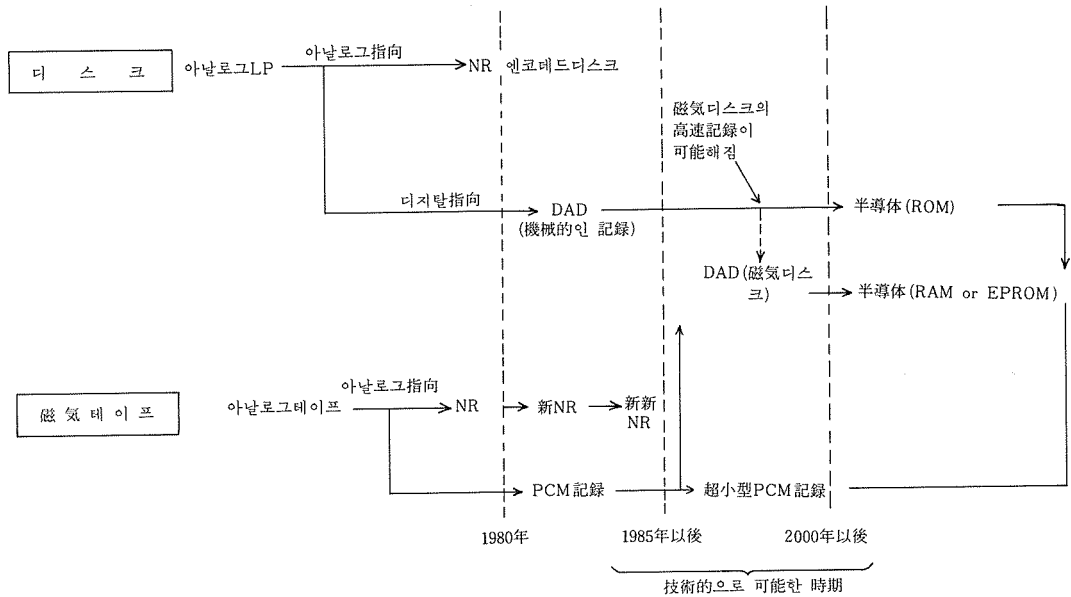 디 스 크
아날로그LP
아날로그指向
NR 엔코데드디스크
磁気디스크의
高速記録이
可能해짐
디지탈指向
DAD
(機械的인 記録)
半導体(ROM)
DAD(磁気디스
크)
半導体(RAM or EPROM)
磁 気 테 이 프
아날로그테이프
아날로그指向
NR
新NR
新新
NR
PCM記録
超小型PCM記録
1980年
1985年以後
2000年以後
技術的으로 可能한 時期